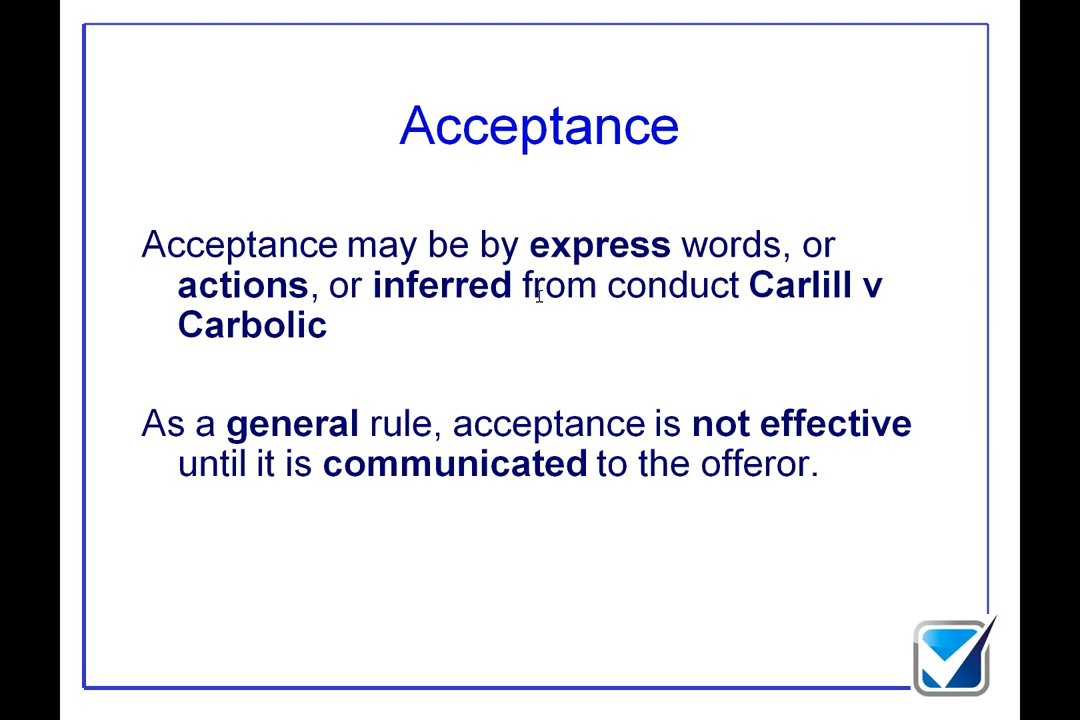 Acceptance
Acceptance may be by express words, or
actions, or inferred from conduct Carlill v
Carbolic
As a general rule, acceptance is not effective
until it is communicated to the offeror.